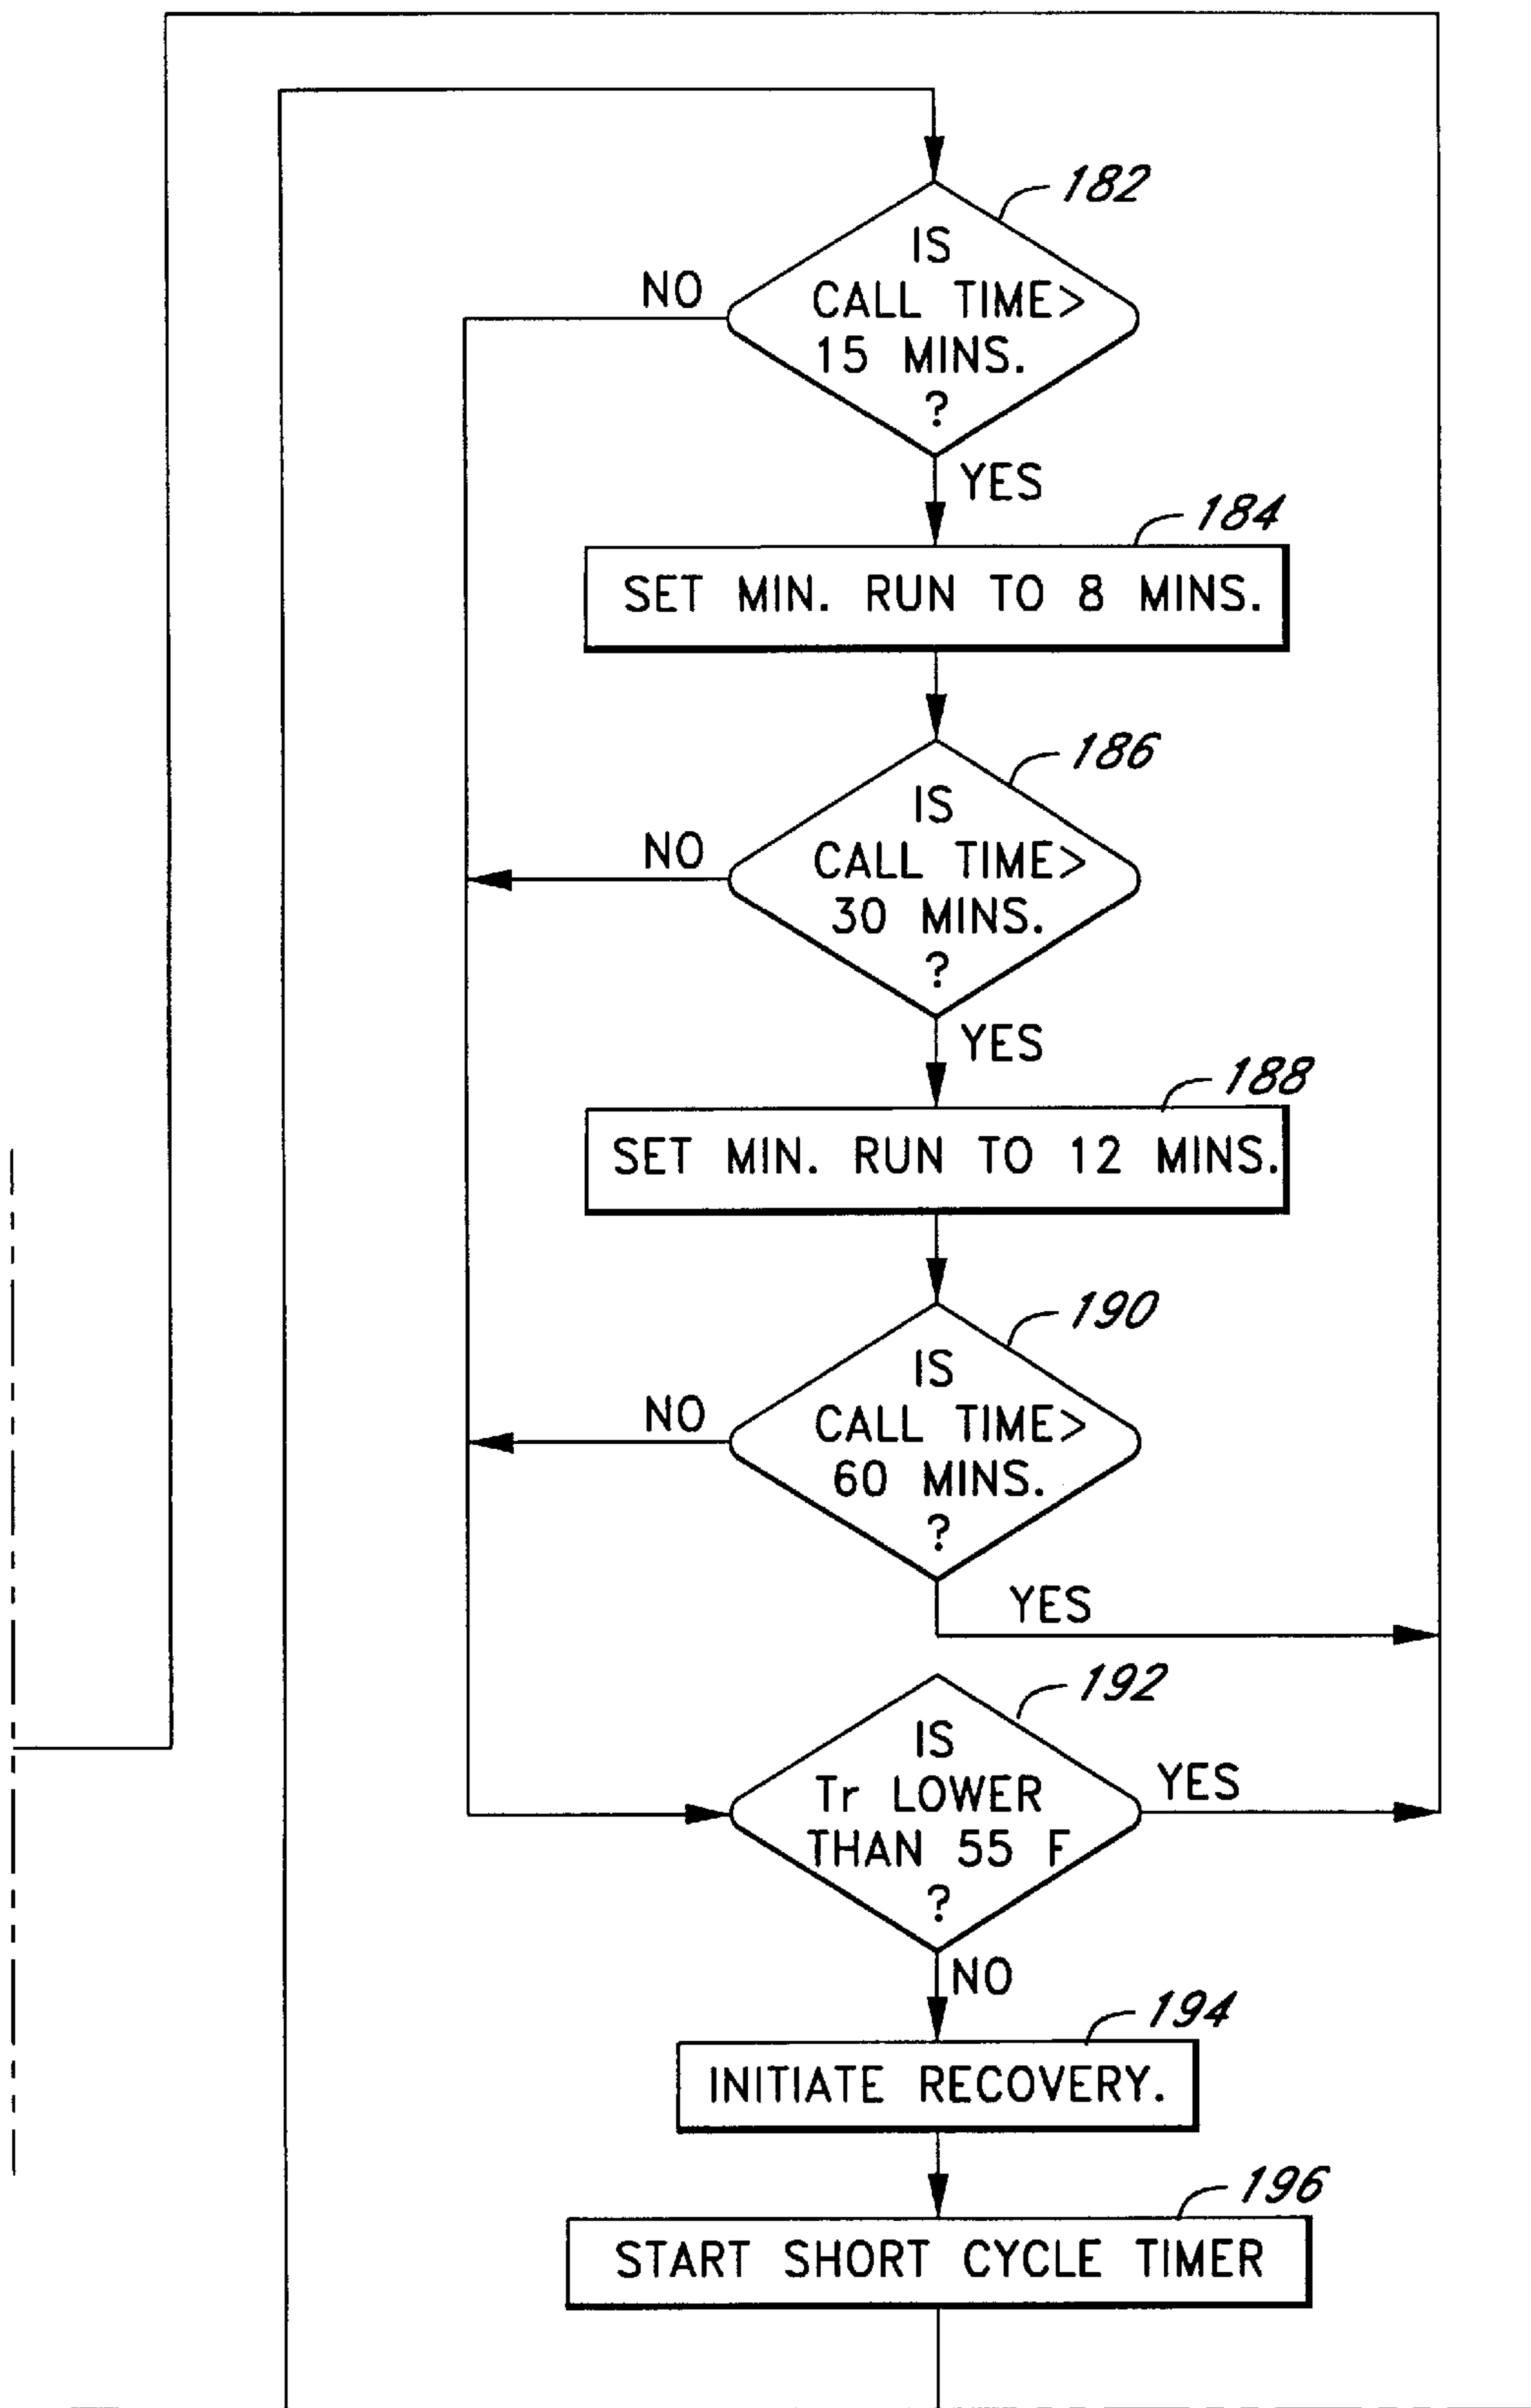 182
IS
CALL TIME>
15 MINS.
?
NO
YES
184
SET MIN. RUN TO 8 MINS.
186
IS
CALL TIME>
30 MINS.
?
NO
YES
188
SET MIN. RUN TO 12 MINS.
190
IS
CALL TIME>
60 MINS.
?
NO
YES
192
IS
Tr LOWER
THAN 55 F
?
YES
NO
194
INITIATE RECOVERY.
196
START SHORT CYCLE TIMER